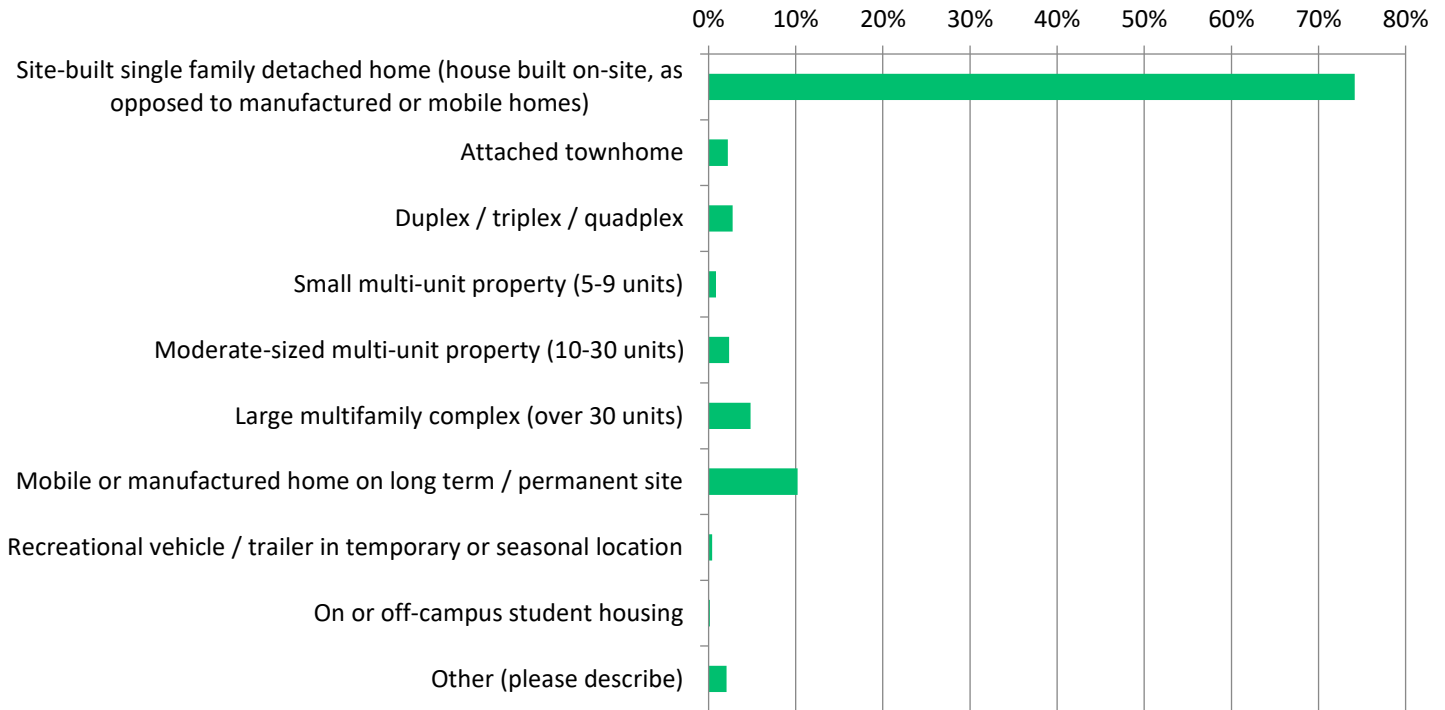 0% 10% 20% 30% 40% 50% 60% 70% 80%
Site-built single family detached home (house built on-site, as
opposed to manufactured or mobile homes)
Attached townhome
Duplex / triplex / quadplex
Small multi-unit property (5-9 units)
Moderate-sized multi-unit property (10-30 units)
Large multifamily complex (over 30 units)
Mobile or manufactured home on long term / permanent site
Recreational vehicle / trailer in temporary or seasonal location
On or off-campus student housing
Other (please describe)